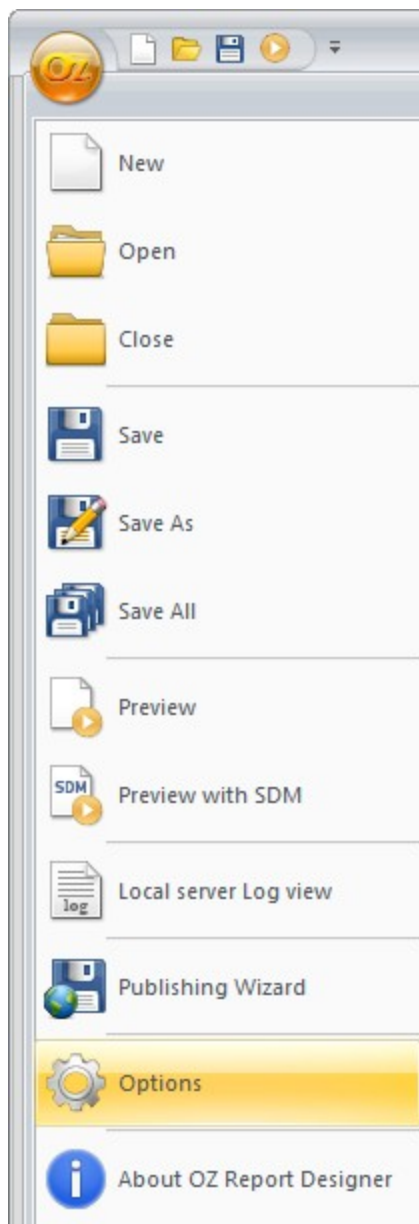 OZ
New
Open
Close
Save
Save As
Save All
Preview
SDM
Preview with SDM
log
Local server Log view
Publishing Wizard
Options
i
About OZ Report Designer